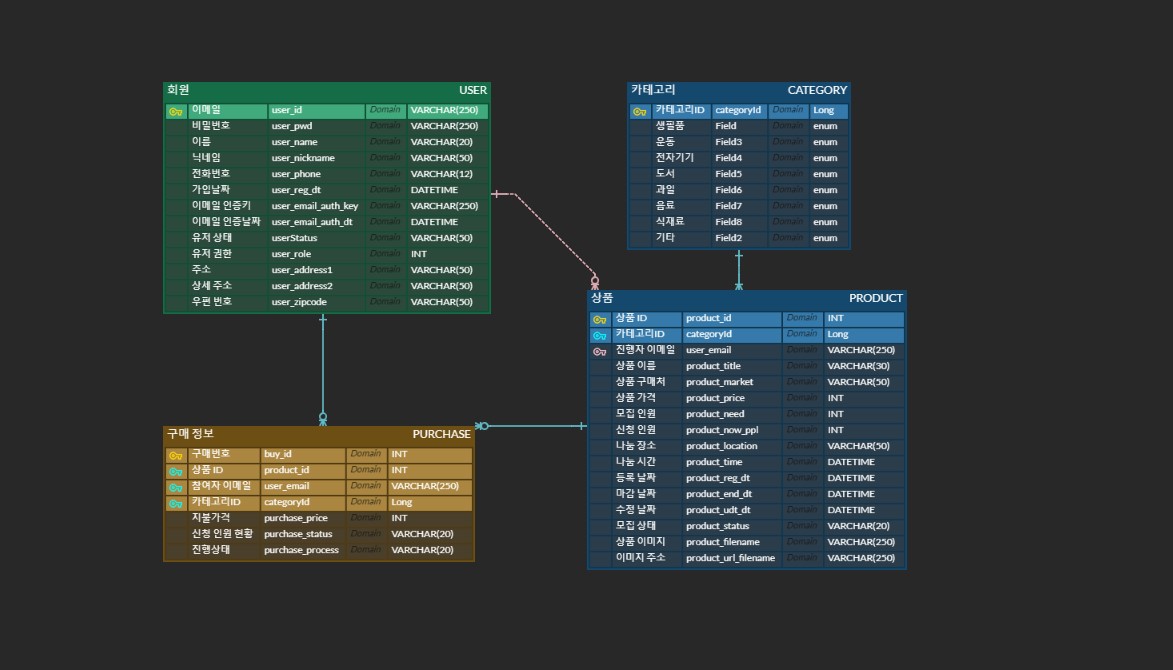 회원 USER
이메일 user_id Domain VARCHAR(250)
비밀번호 user_pwd Domain VARCHAR(250)
이름 user_name Domain VARCHAR(20)
닉네임 user_nickname Domain VARCHAR(50)
전화번호 user_phone Domain VARCHAR(12)
가입날짜 user_reg_dt Domain DATETIME
이메일 인증키 user_email_auth_key Domain VARCHAR(250)
이메일 인증날짜 user_email_auth_dt Domain DATETIME
유저 상태 userStatus Domain VARCHAR(50)
유저 권한 user_role Domain INT
주소 user_address1 Domain VARCHAR(50)
상세 주소 user_address2 Domain VARCHAR(50)
우편 번호 user_zipcode Domain VARCHAR(50)
카테고리 CATEGORY
카테고리ID categoryId Domain Long
생필품 Field Domain enum
운동 Field3 Domain enum
전자기기 Field4 Domain enum
도서 Field5 Domain enum
과일 Field6 Domain enum
음료 Field7 Domain enum
식재료 Field8 Domain enum
기타 Field2 Domain enum
상품 PRODUCT
상품 ID product_id Domain INT
카테고리ID categoryId Domain Long
진행자 이메일 user_email Domain VARCHAR(250)
상품 이름 product_title Domain VARCHAR(30)
상품 구매처 product_market Domain VARCHAR(50)
상품 가격 product_price Domain INT
모집 인원 product_need Domain INT
신청 인원 product_now_ppl Domain INT
나눔 장소 product_location Domain VARCHAR(50)
나눔 시간 product_time Domain DATETIME
등록 날짜 product_reg_dt Domain DATETIME
마감 날짜 product_end_dt Domain DATETIME
수정 날짜 product_udt_dt Domain DATETIME
모집 상태 product_status Domain VARCHAR(20)
상품 이미지 product_filename Domain VARCHAR(250)
이미지 주소 product_url_filename Domain VARCHAR(250)
구매 정보 PURCHASE
구매번호 buy_id Domain INT
상품 ID product_id Domain INT
참여자 이메일 user_email Domain VARCHAR(250)
카테고리ID categoryId Domain Long
지불가격 purchase_price Domain INT
신청 인원 현황 purchase_status Domain VARCHAR(20)
진행상태 purchase_process Domain VARCHAR(20)